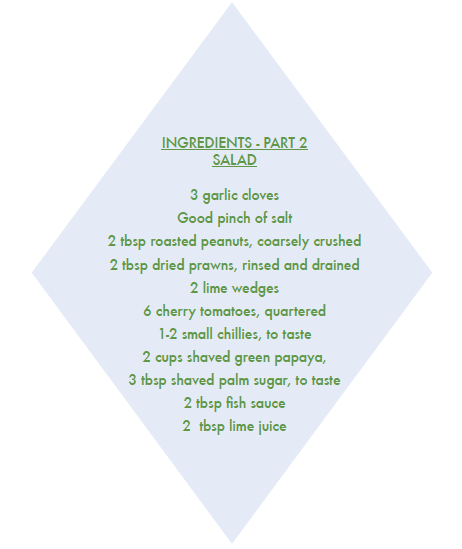 INGREDIENTS - PART 2
SALAD
3 garlic cloves
Good pinch of salt
2 tbsp roasted peanuts, coarsely crushed
2 tbsp dried prawns, rinsed and drained
2 lime wedges
6 cherry tomatoes, quartered
1-2 small chillies, to taste
2 cups shaved green papaya,
3 tbsp shaved palm sugar, to taste
2 tbsp fish sauce
2  tbsp lime juice